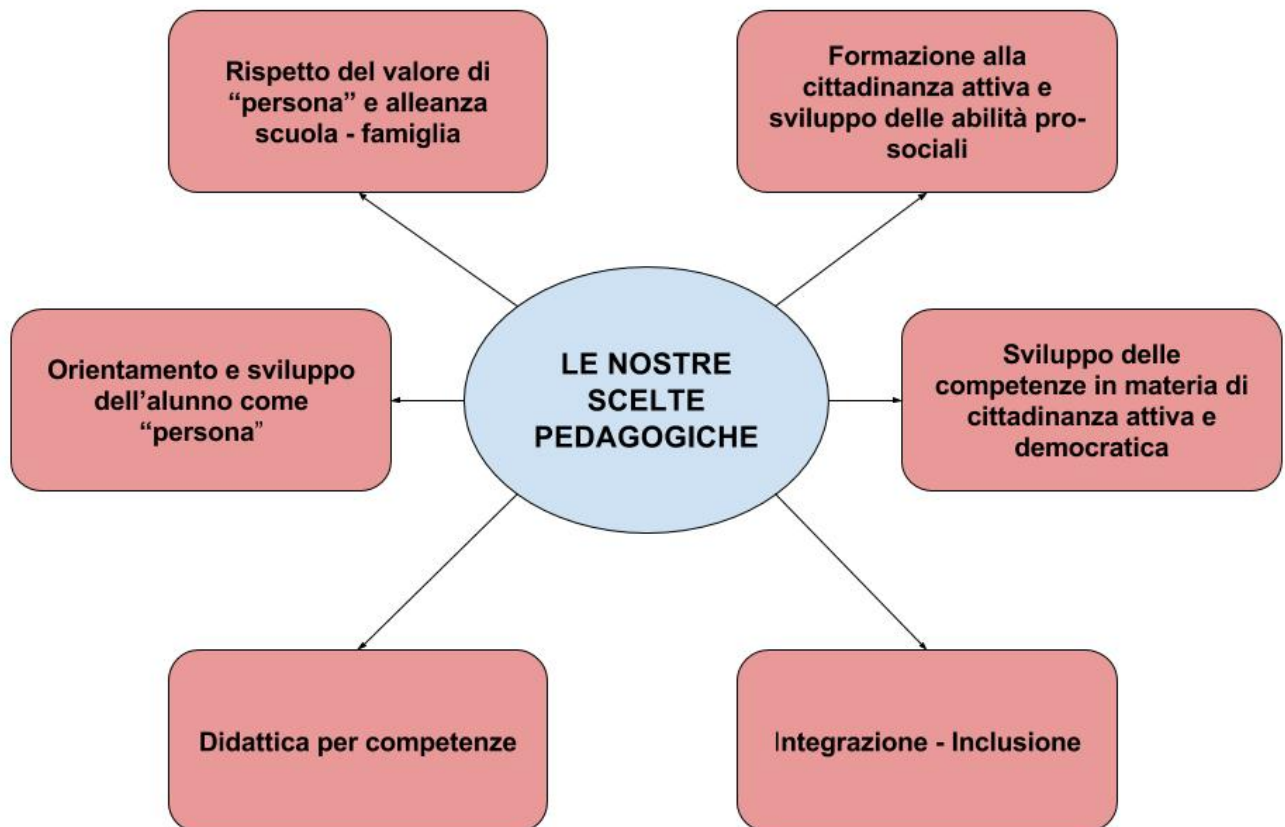 Rispetto del valore di
“persona” e alleanza
scuola - famiglia
Formazione alla
cittadinanza attiva e
sviluppo delle abilità pro-
sociali
Orientamento e sviluppo
dell’alunno come
“persona”
LE NOSTRE
SCELTE
PEDAGOGICHE
Sviluppo delle
competenze in materia di
cittadinanza attiva e
democratica
Didattica per competenze
Integrazione - Inclusione